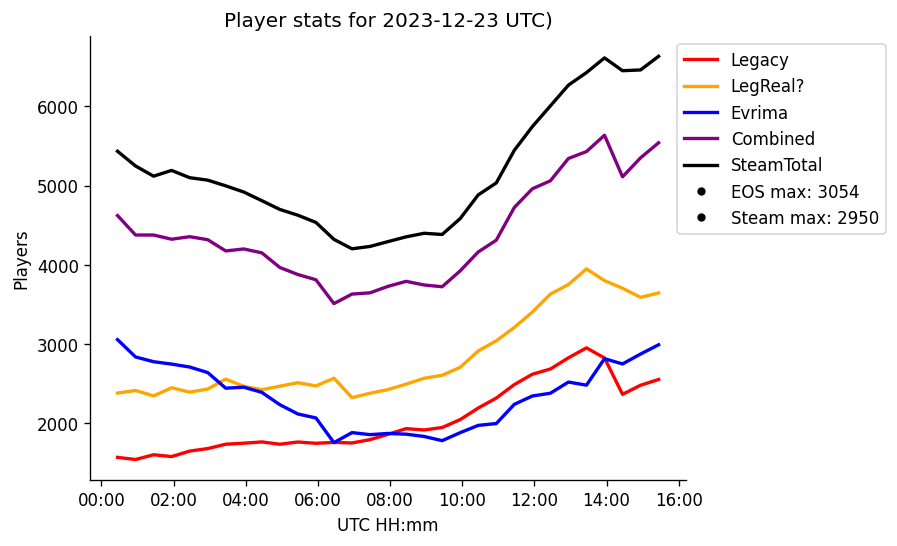 Player stats for 2023-12-23 UTC)
Legacy
LegReal?
Evrima
Combined
SteamTotal
EOS max: 3054
Steam max: 2950
Players
6000
5000
4000
3000
2000
00:00 02:00 04:00 06:00 08:00 10:00 12:00 14:00 16:00
UTC HH:mm